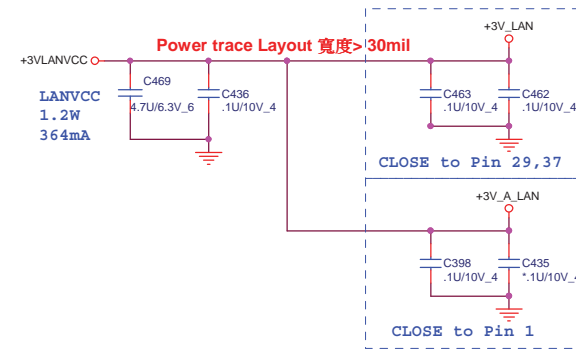 Power trace Layout 寬度> 30mil
+3VLANVCC
LANVCC
1.2W
364mA
C469
4.7U/6.3V_6
C436
.1U/10V_4
+3V_LAN
C463
.1U/10V_4
C462
.1U/10V_4
CLOSE to Pin 29,37
+3V_A_LAN
C398
.1U/10V_4
C435
*.1U/10V_4
CLOSE to Pin 1